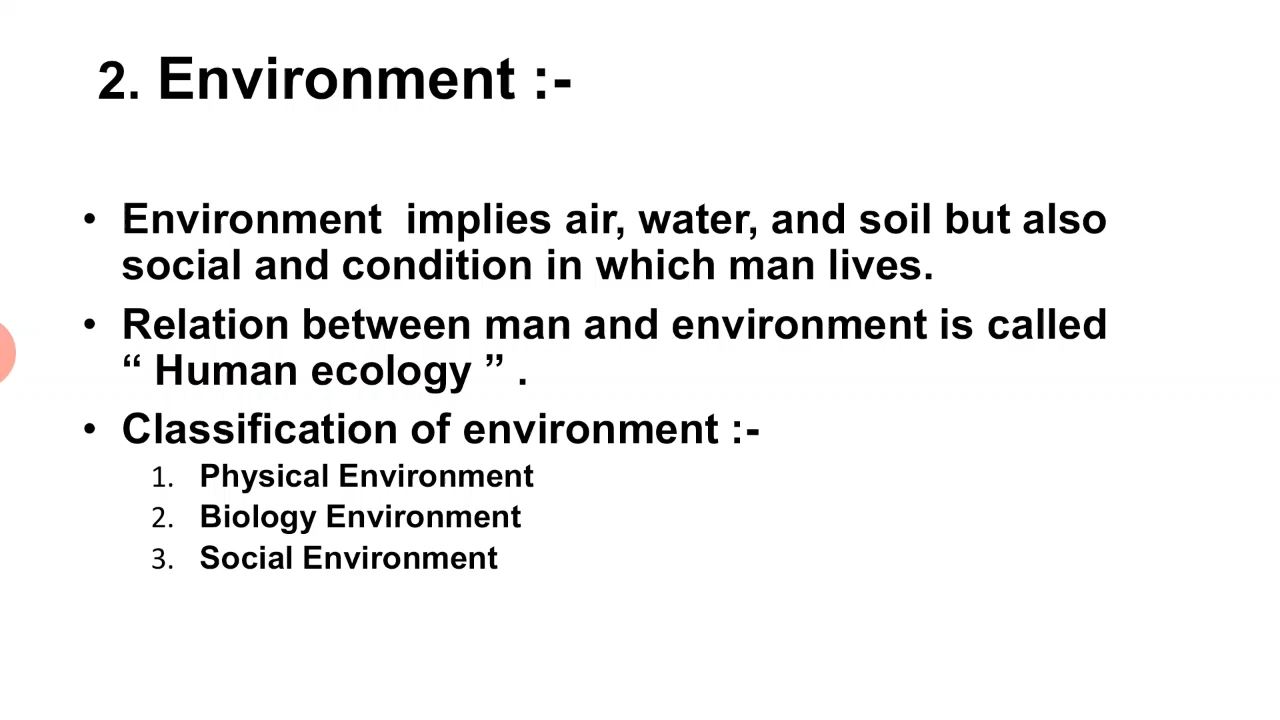 2. Environment :-
• Environment  implies air, water, and soil but also
social and condition in which man lives.
• Relation between man and environment is called
“ Human ecology ” .
• Classification of environment :-
1. Physical Environment
2. Biology Environment
3. Social Environment